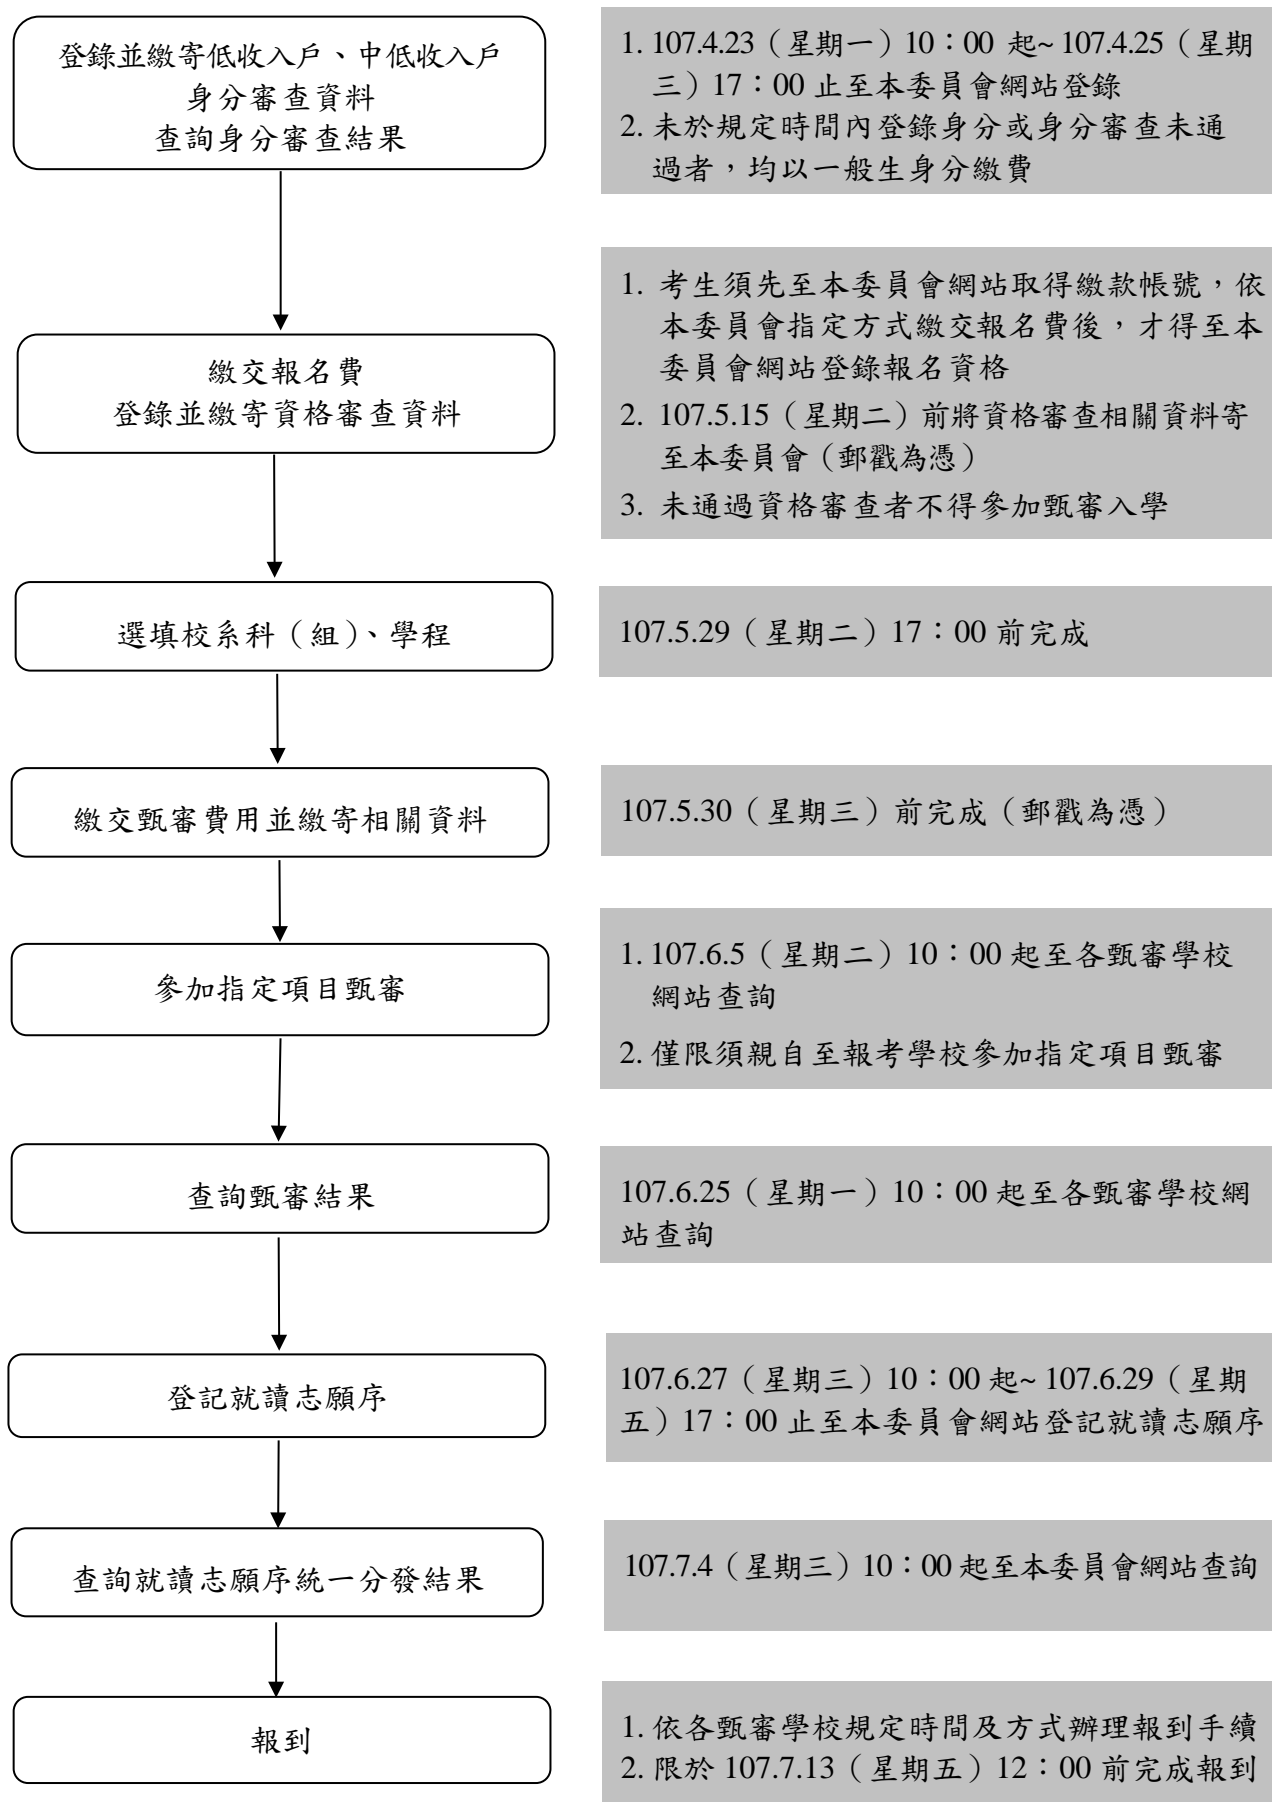 登錄並繳寄低收入戶、中低收入戶
身分審查資料
查詢身分審查結果
1. 107.4.23（星期一）10：00 起~ 107.4.25（星期
三）17：00 止至本委員會網站登錄
2. 未於規定時間內登錄身分或身分審查未通
過者，均以一般生身分繳費
繳交報名費
登錄並繳寄資格審查資料
1. 考生須先至本委員會網站取得繳款帳號，依
本委員會指定方式繳交報名費後，才得至本
委員會網站登錄報名資格
2. 107.5.15（星期二）前將資格審查相關資料寄
至本委員會（郵戳為憑）
3. 未通過資格審查者不得參加甄審入學
選填校系科（組）、學程
107.5.29（星期二）17：00 前完成
繳交甄審費用並繳寄相關資料
107.5.30（星期三）前完成（郵戳為憑）
參加指定項目甄審
1. 107.6.5（星期二）10：00 起至各甄審學校
網站查詢
2. 僅限須親自至報考學校參加指定項目甄審
查詢甄審結果
107.6.25（星期一）10：00 起至各甄審學校網
站查詢
登記就讀志願序
107.6.27（星期三）10：00 起~ 107.6.29（星期
五）17：00 止至本委員會網站登記就讀志願序
查詢就讀志願序統一分發結果
107.7.4（星期三）10：00 起至本委員會網站查詢
報到
1. 依各甄審學校規定時間及方式辦理報到手續
2. 限於 107.7.13（星期五）12：00 前完成報到